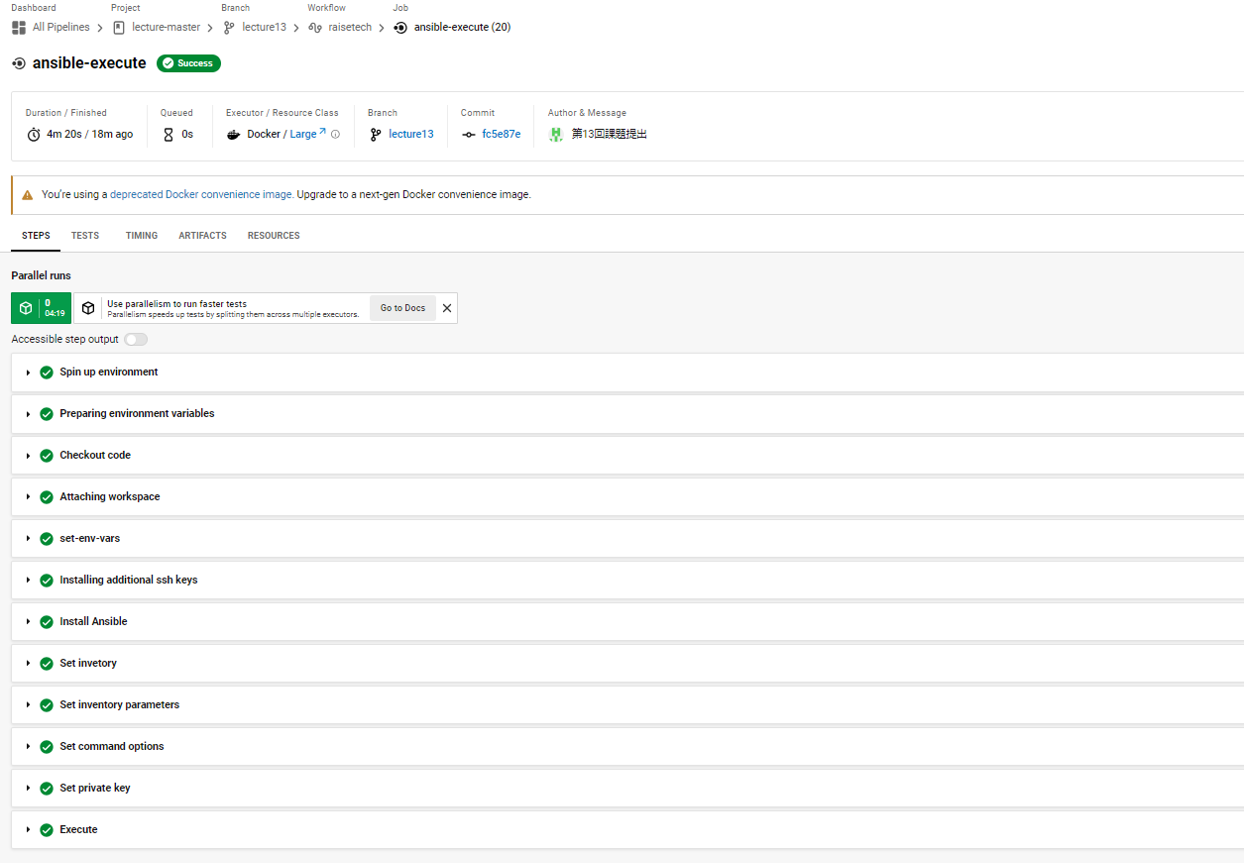 Dashboard Project Branch Workflow Job
All Pipelines lecture-master lecture13 raisetech ansible-execute (20)
ansible-execute Success
Duration / Finished Queued Executor / Resource Class Branch Commit Author & Message
4m 20s / 18m ago 0s Docker / Large lecture13 fc5e87e 第13回課題提出
You're using a deprecated Docker convenience image. Upgrade to a next-gen Docker convenience image.
STEPS TESTS TIMING ARTIFACTS RESOURCES
Parallel runs
0
04:19
Use parallelism to run faster tests
Parallelism speeds up tests by splitting them across multiple executors.
Go to Docs
Accessible step output
Spin up environment
Preparing environment variables
Checkout code
Attaching workspace
set-env-vars
Installing additional ssh keys
Install Ansible
Set invetory
Set inventory parameters
Set command options
Set private key
Execute